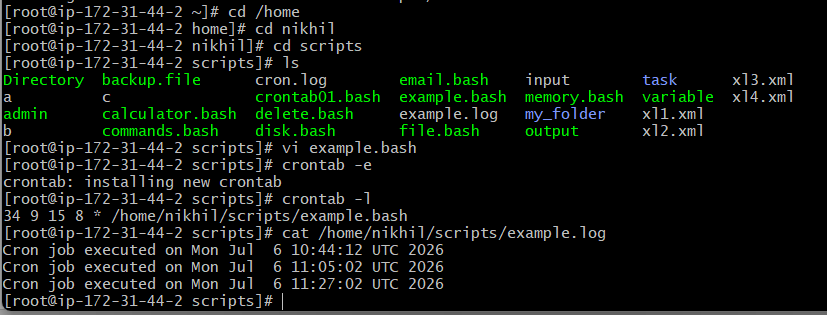 [root@ip-172-31-44-2 ~]# cd /home
[root@ip-172-31-44-2 home]# cd nikhil
[root@ip-172-31-44-2 nikhil]# cd scripts
[root@ip-172-31-44-2 scripts]# ls
Directory backup.file cron.log email.bash input task xl3.xml
a c crontab01.bash example.bash memory.bash variable xl4.xml
admin calculator.bash delete.bash example.log my_folder xl1.xml
b commands.bash disk.bash file.bash output xl2.xml
[root@ip-172-31-44-2 scripts]# vi example.bash
[root@ip-172-31-44-2 scripts]# crontab -e
crontab: installing new crontab
[root@ip-172-31-44-2 scripts]# crontab -l
34 9 15 8 * /home/nikhil/scripts/example.bash
[root@ip-172-31-44-2 scripts]# cat /home/nikhil/scripts/example.log
Cron job executed on Mon Jul  6 10:44:12 UTC 2026
Cron job executed on Mon Jul  6 11:05:02 UTC 2026
Cron job executed on Mon Jul  6 11:27:02 UTC 2026
[root@ip-172-31-44-2 scripts]#